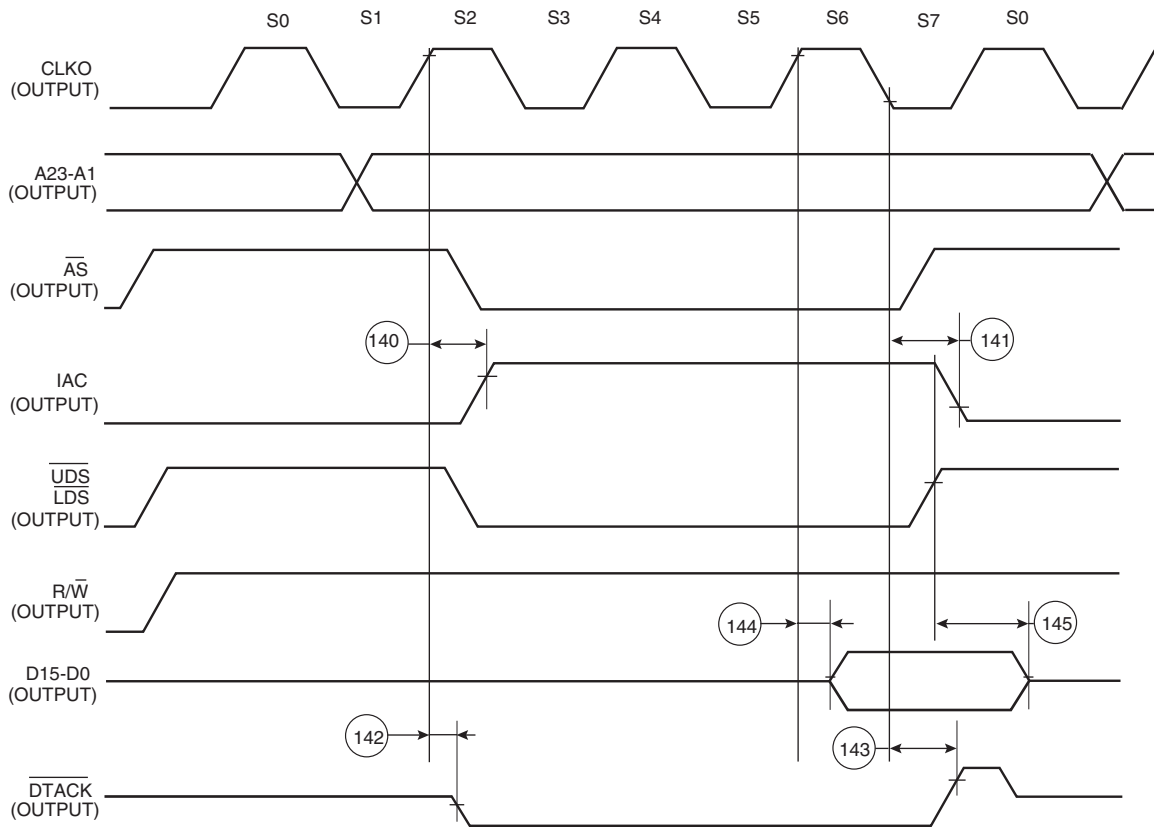 S0 S1 S2 S3 S4 S5 S6 S7 S0
CLKO
(OUTPUT)
A23-A1
(OUTPUT)
AS
(OUTPUT)
140
141
IAC
(OUTPUT)
UDS
LDS
(OUTPUT)
R/W
(OUTPUT)
144
145
D15-D0
(OUTPUT)
142
143
DTACK
(OUTPUT)